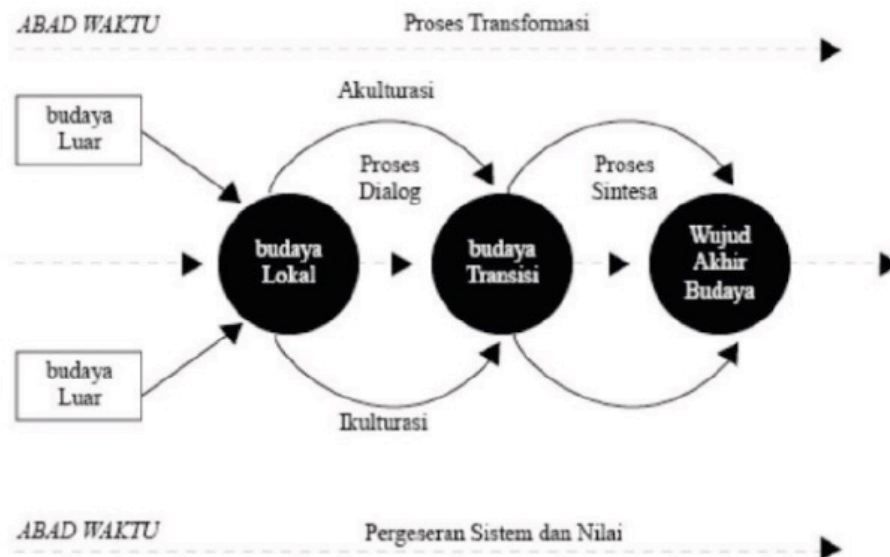 ABAD WAKTU
Proses Transformasi
budaya
Luar
Akulturasi
Proses
Dialog
Proses
Sintesa
budaya
Lokal
budaya
Transisi
Wujud
Akhir
Budaya
budaya
Luar
Ikulturasi
ABAD WAKTU
Pergeseran Sistem dan Nilai